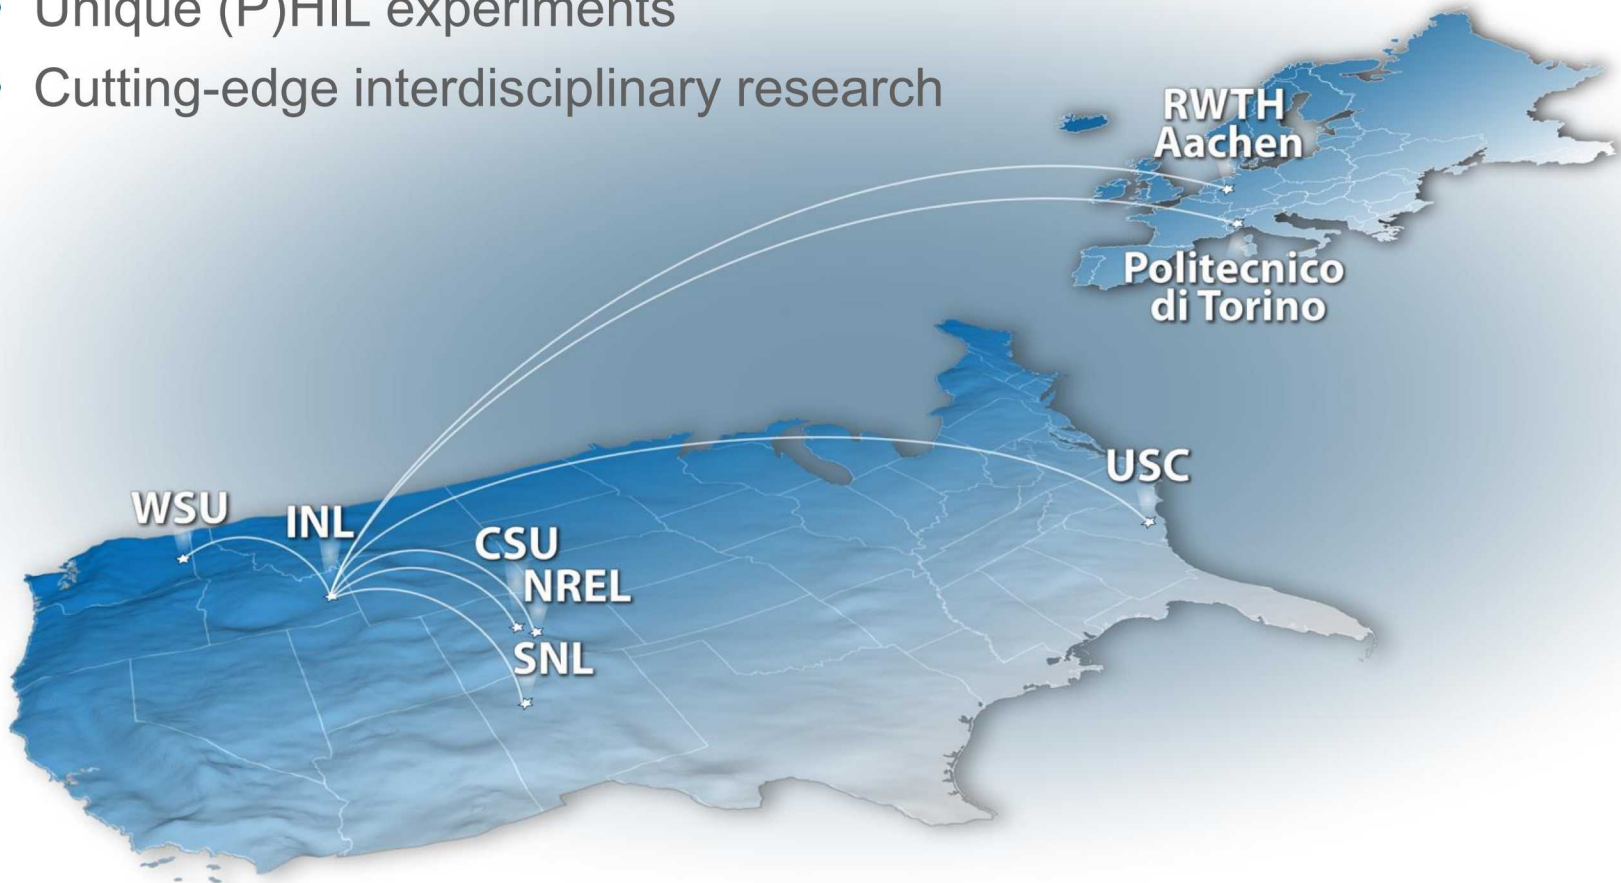 Unique (P)HIL experiments
Cutting-edge interdisciplinary research
RWTH
Aachen
Politecnico
di Torino
USC
WSU
INL
CSU
NREL
SNL